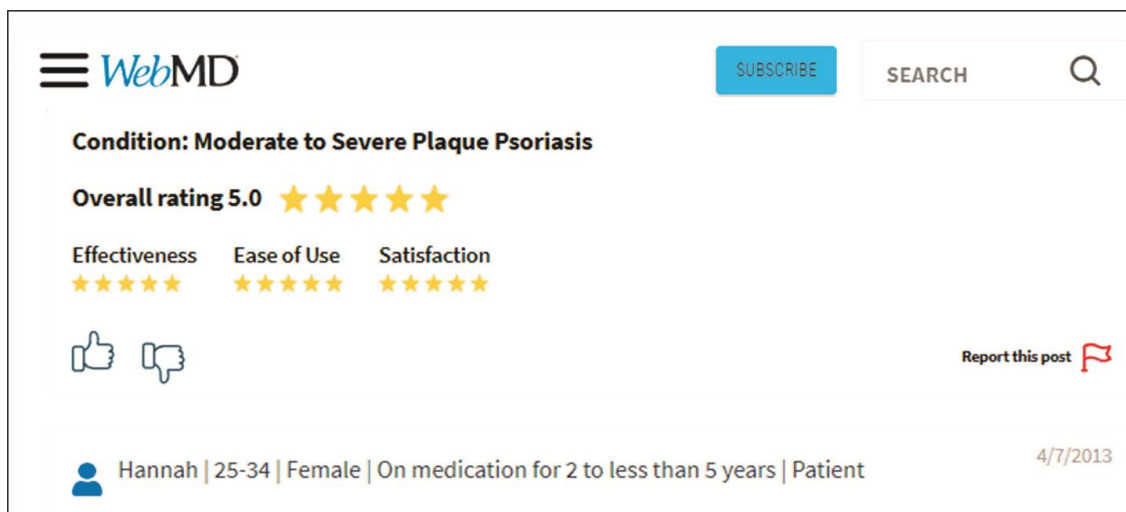 WebMD SUBSCRIBE SEARCH
Condition: Moderate to Severe Plaque Psoriasis
Overall rating 5.0
Effectiveness Ease of Use Satisfaction
Report this post
Hannah | 25-34 | Female | On medication for 2 to less than 5 years | Patient 4/7/2013